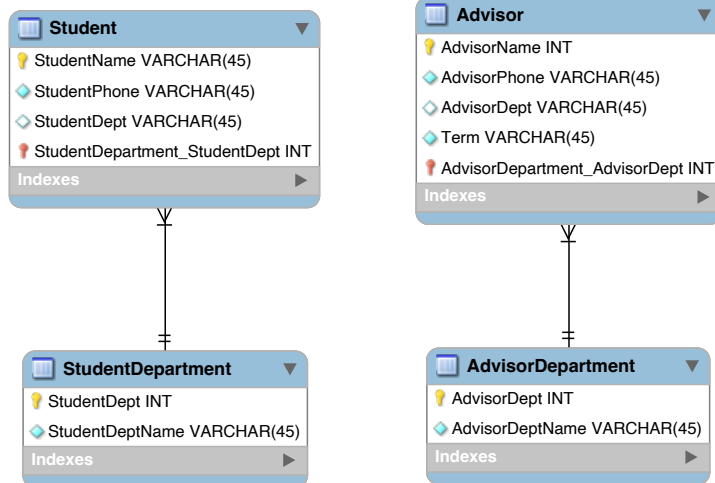 Student
StudentName VARCHAR(45)
StudentPhone VARCHAR(45)
StudentDept VARCHAR(45)
StudentDepartment_StudentDept INT
Indexes
Advisor
AdvisorName INT
AdvisorPhone VARCHAR(45)
AdvisorDept VARCHAR(45)
Term VARCHAR(45)
AdvisorDepartment_AdvisorDept INT
Indexes
StudentDepartment
StudentDept INT
StudentDeptName VARCHAR(45)
Indexes
AdvisorDepartment
AdvisorDept INT
AdvisorDeptName VARCHAR(45)
Indexes